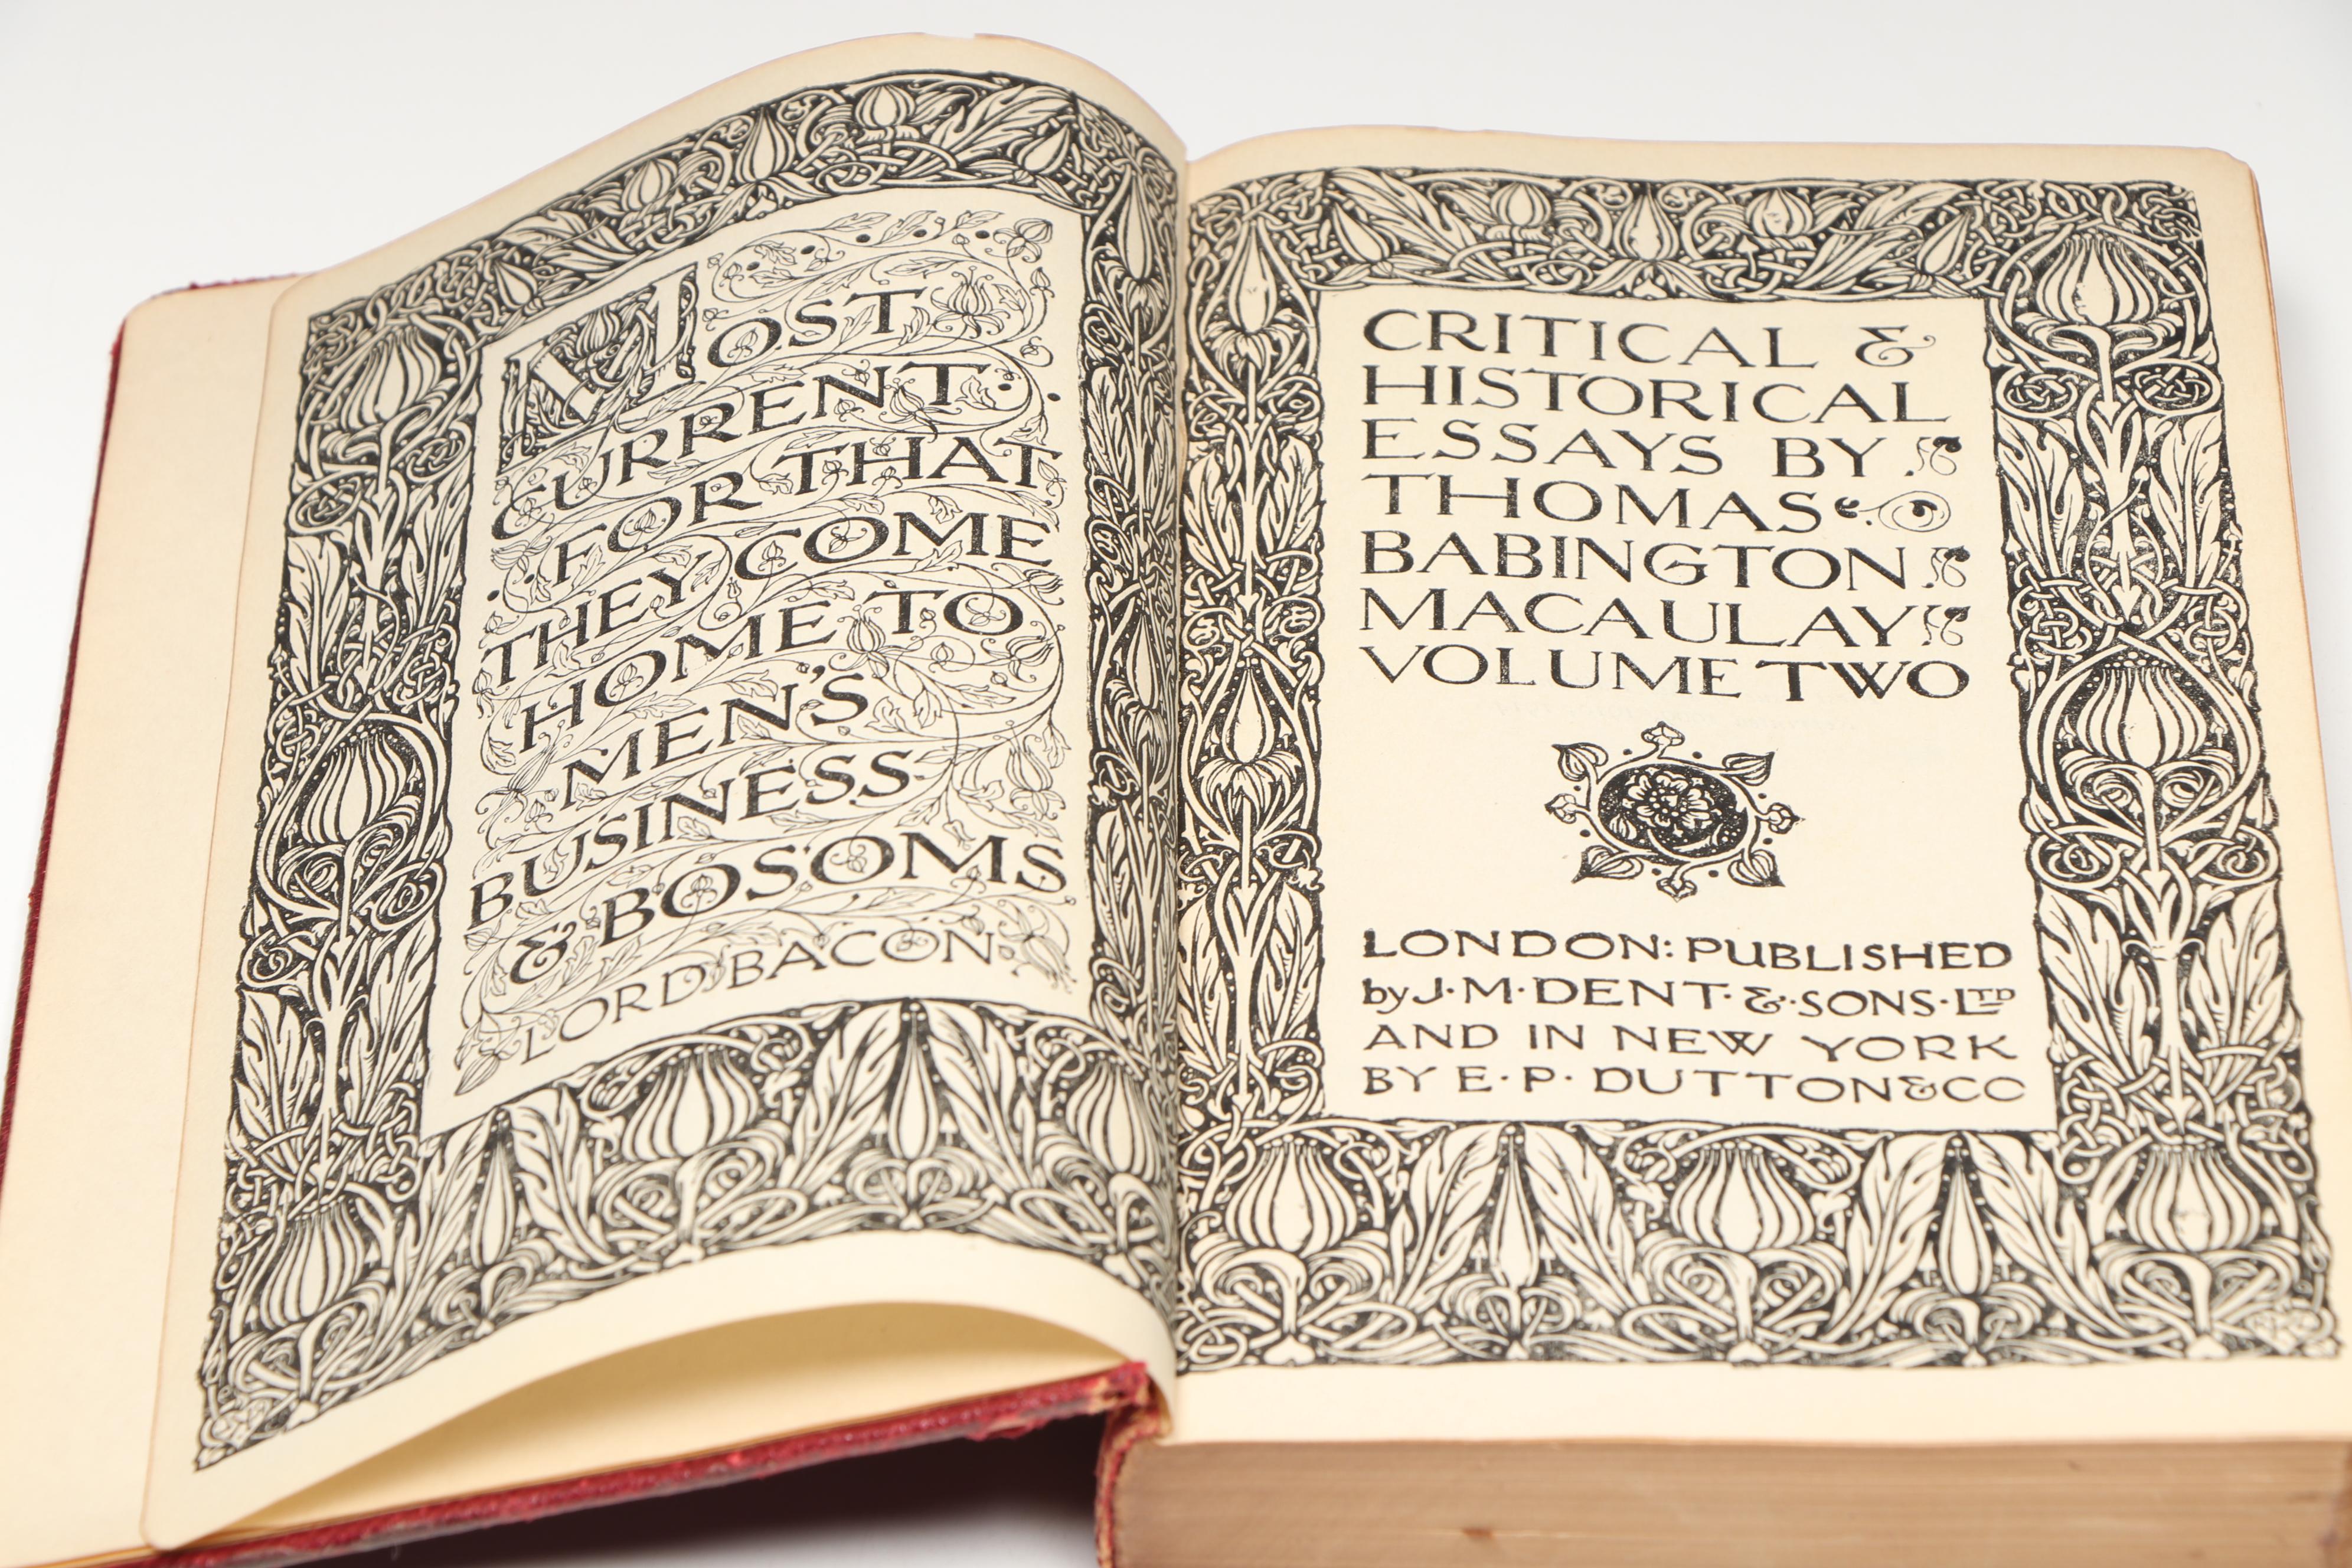 MOST
CURRENT
FOR THAT
THEY COME
HOME TO
MEN'S
BUSINESS
& BOSOMS
LORD BACON
CRITICAL &
HISTORICAL
ESSAYS BY
THOMAS
BABINGTON
MACAULAY
VOLUME TWO
LONDON: PUBLISHED
by J·M·DENT·&·SONS·LTD
AND IN NEW YORK
BY E·P·DUTTON&CO